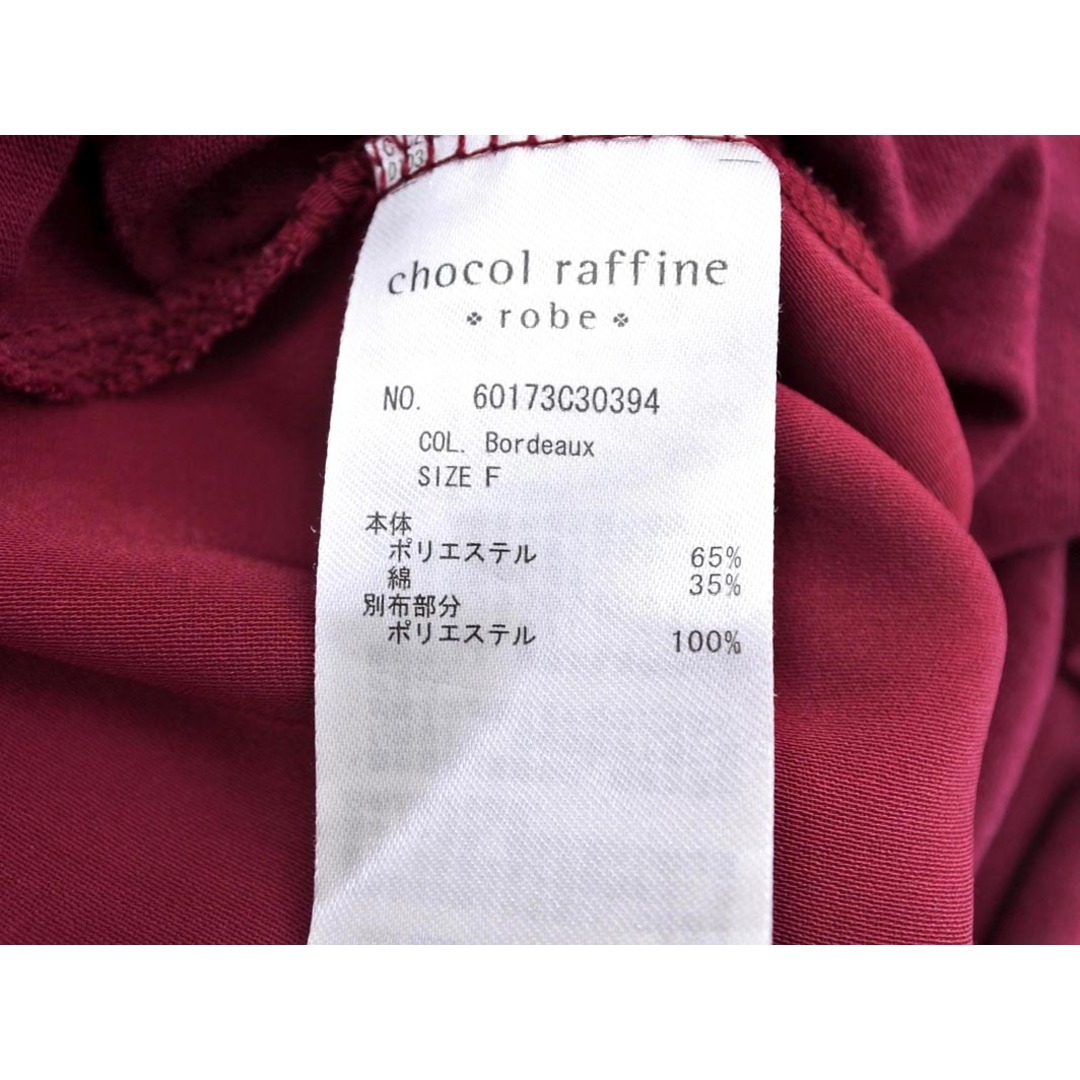 chocol raffine
robe
NO. 60173C30394
COL. Bordeaux
SIZE F
本体
ポリエステル 65%
綿 35%
別布部分
ポリエステル 100%